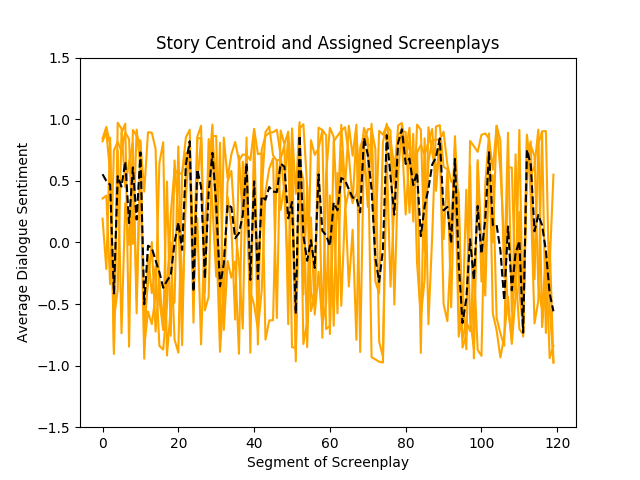 Story Centroid and Assigned Screenplays
1.5
1.0
0.5
0.0
−0.5
−1.0
−1.5
Average Dialogue Sentiment
0 20 40 60 80 100 120
Segment of Screenplay